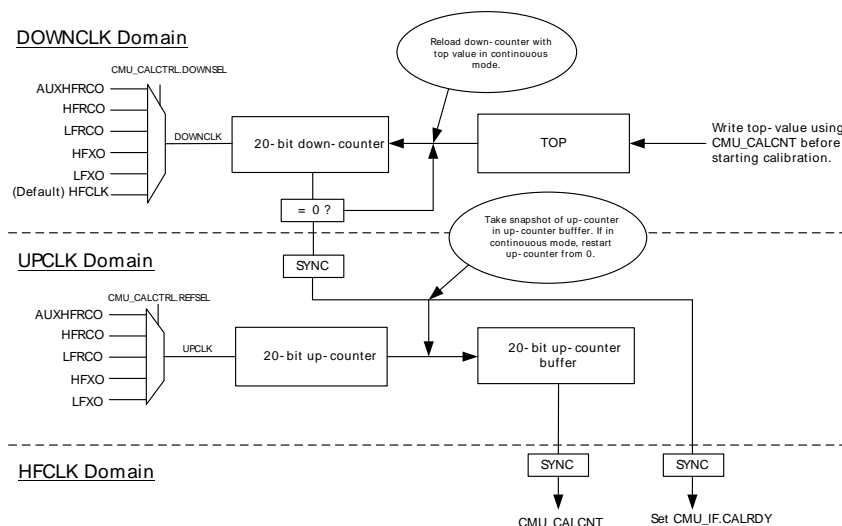 DOWNCLK Domain
Reload down-counter with
top value in continouous
mode.
CMU_CALCTRL.DOWNSEL
AUXHFRCO
HFRCO
LFRCO
HFXO
LFXO
(Default) HFCLK
DOWNCLK
20-bit down-counter
TOP
Write top-value using
CMU_CALCNT before
starting calibration.
= 0 ?
Take snapshot of up-counter
in up-counter bufffer. If in
continouous mode, restart
up-counter from 0.
SYNC
UPCLK Domain
CMU_CALCTRL.REFSEL
AUXHFRCO
HFRCO
LFRCO
HFXO
LFXO
UPCLK
20-bit up-counter
20-bit up-counter
buffer
HFCLK Domain
SYNC
SYNC
CMU_CALCNT
Set CMU_IF.CALRDY